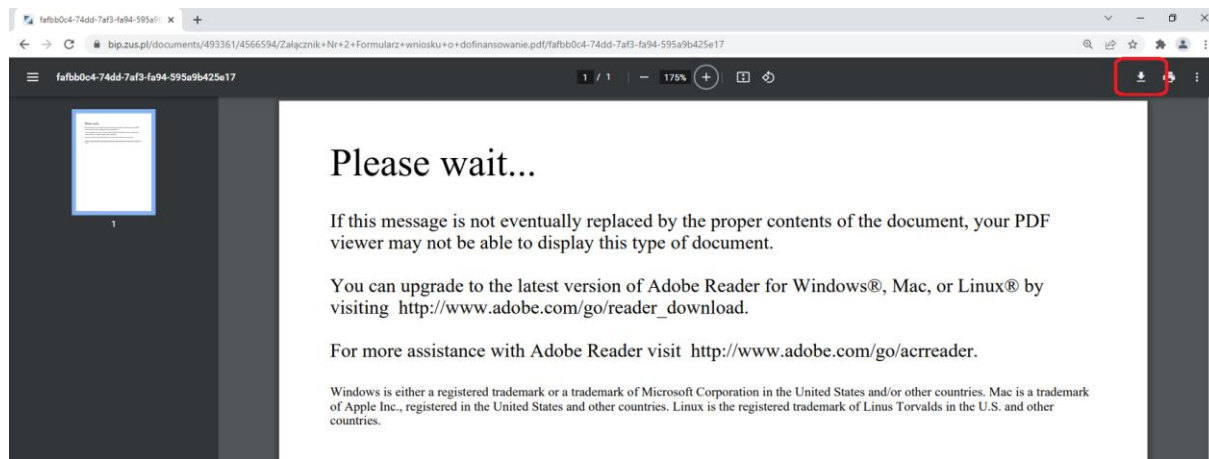 fafbb0c4-74dd-7af3-fa94-595a9b
bip.zus.pl/documents/493361/4566594/Załącznik+Nr+2+Formularz+wniosku+o+dofinansowanie.pdf/fafbb0c4-74dd-7af3-fa94-595a9b425e17
fafbb0c4-74dd-7af3-fa94-595a9b425e17
1 / 1
175%
1
Please wait...
If this message is not eventually replaced by the proper contents of the document, your PDF
viewer may not be able to display this type of document.
You can upgrade to the latest version of Adobe Reader for Windows®, Mac, or Linux® by
visiting http://www.adobe.com/go/reader_download.
For more assistance with Adobe Reader visit http://www.adobe.com/go/acrreader.
Windows is either a registered trademark or a trademark of Microsoft Corporation in the United States and/or other countries. Mac is a trademark
of Apple Inc., registered in the United States and other countries. Linux is the registered trademark of Linus Torvalds in the U.S. and other
countries.